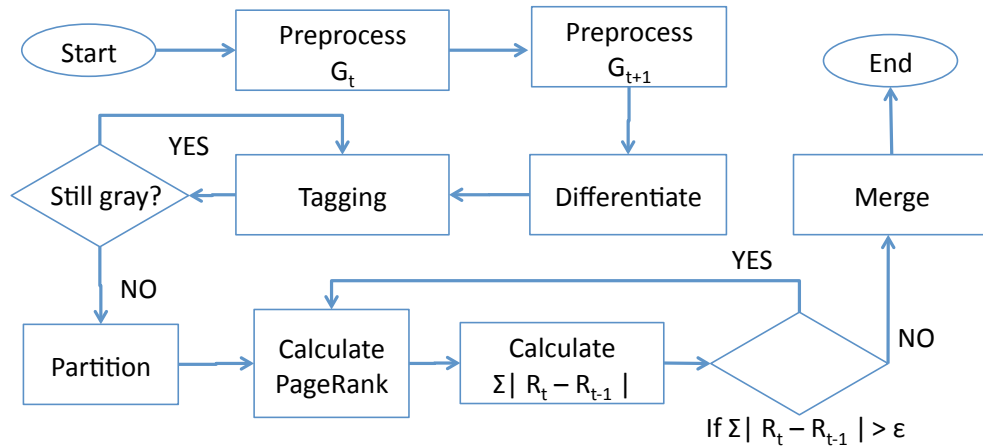 Start
Preprocess
Gₜ
Preprocess
Gₜ₊₁
End
YES
Still gray?
Tagging
Differentiate
Merge
NO
YES
Partition
Calculate
PageRank
Calculate
Σ| Rₜ – Rₜ₋₁ |
NO
If Σ| Rₜ – Rₜ₋₁ | > ε